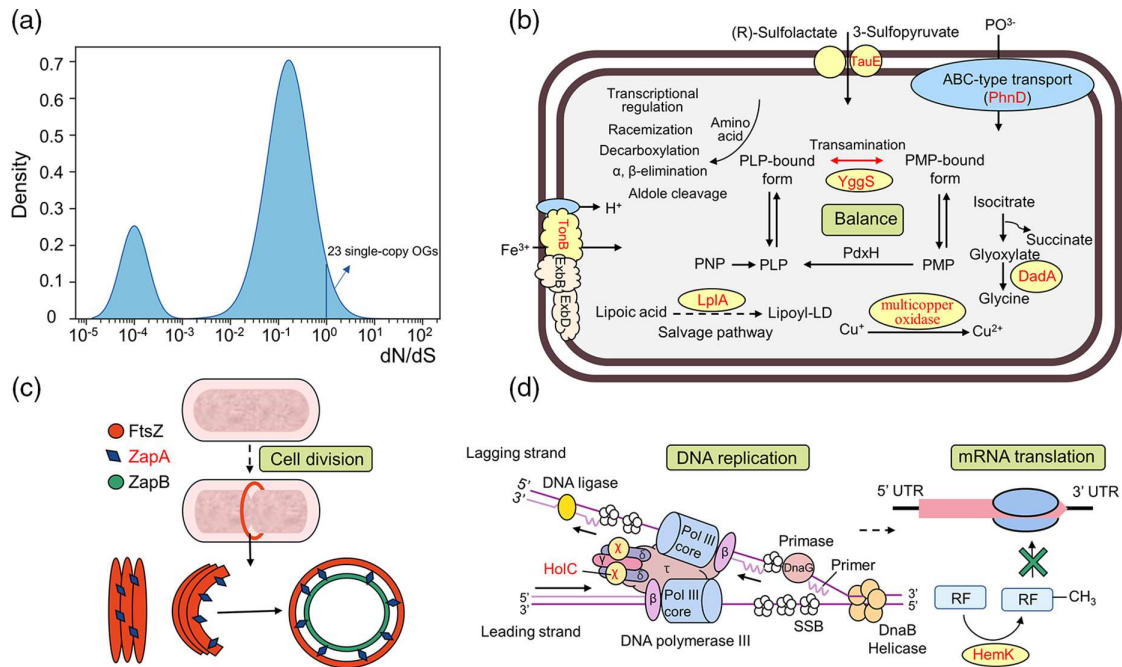 (a)
Density
0.7
0.6
0.5
0.4
0.3
0.2
0.1
0
23 single-copy OGs
10⁻⁵
10⁻⁴
10⁻³
10⁻²
10⁻¹
10⁰
10¹
10²
dN/dS
(b)
(R)-Sulfolactate
3-Sulfopyruvate
PO³⁻
TauE
ABC-type transport
(PhnD)
Transcriptional
regulation
Racemization
Decarboxylation
α, β-elimination
Aldole cleavage
Amino
acid
Transamination
PLP-bound
form
PMP-bound
form
YggS
Balance
H⁺
Fe³⁺
TonB
ExbB
ExbD
PNP
PLP
PdxH
PMP
Isocitrate
Succinate
Glyoxylate
DadA
Glycine
LplA
Lipoic acid
Lipoyl-LD
Salvage pathway
multicopper
oxidase
Cu⁺
Cu²⁺
(c)
FtsZ
ZapA
ZapB
Cell division
(d)
DNA replication
mRNA translation
Lagging strand
5’
3’
DNA ligase
Pol III
core
β
Primase
DnaG
Primer
χ
γ
δ
χ
δ
τ
HolC
5’
3’
β
Pol III
core
3’
5’
Leading strand
DNA polymerase III
SSB
DnaB
Helicase
5’ UTR
3’ UTR
RF
RF
CH₃
HemK